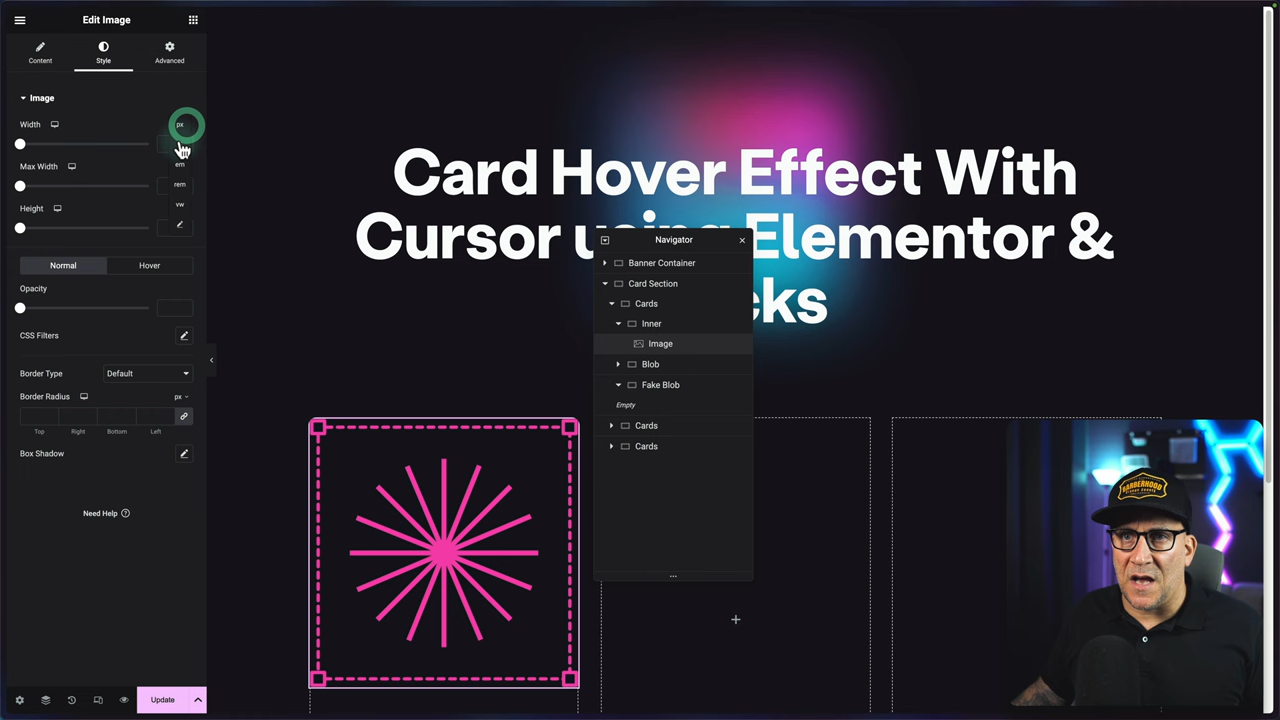 Edit Image
Content
Style
Advanced
Image
Width
px
em
Max Width
rem
Height
vw
Normal
Hover
Opacity
CSS Filters
Border Type
Default
Border Radius
px
Top
Right
Bottom
Left
Box Shadow
Need Help
Update
Card Hover Effect With
Cursor using Elementor &
cks
Navigator
Banner Container
Card Section
Cards
Inner
Image
Blob
Fake Blob
Empty
Cards
Cards
BARBERHOOD